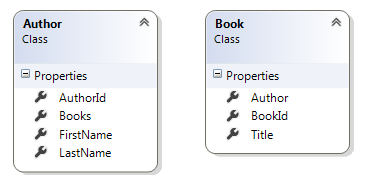 Author
Class
Properties
AuthorId
Books
FirstName
LastName
Book
Class
Properties
Author
BookId
Title